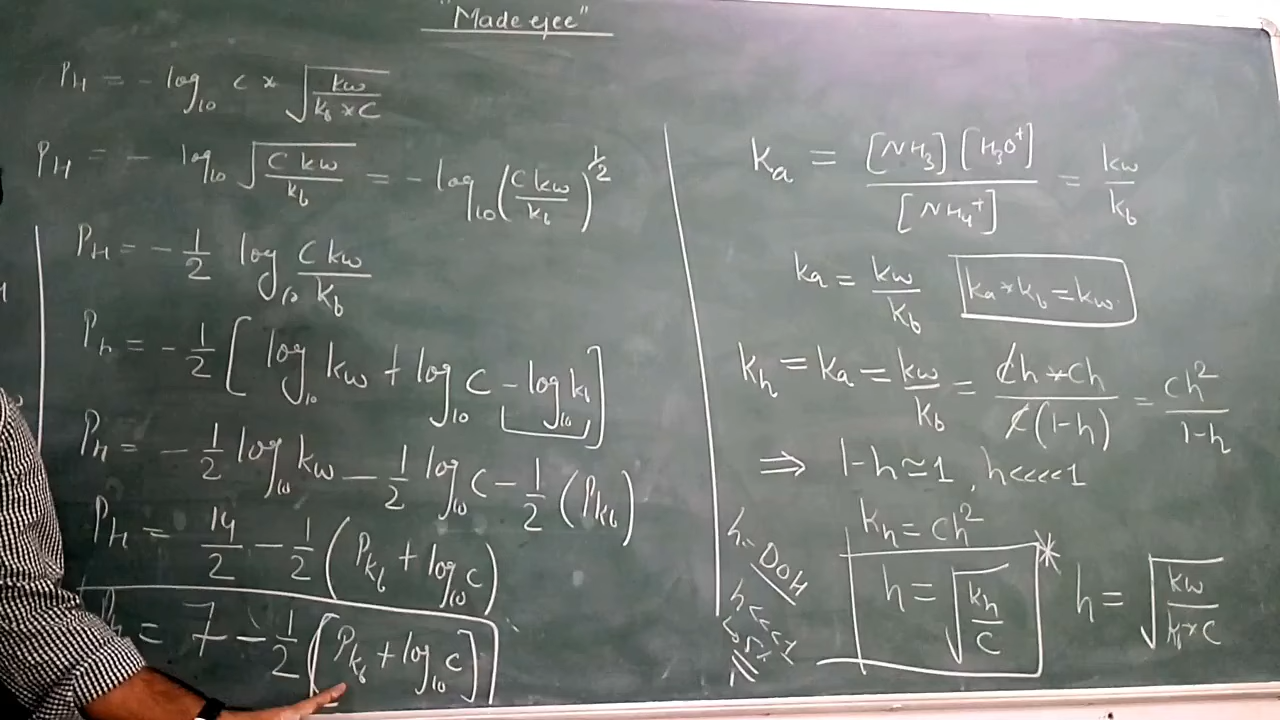 "Made ejee"
PH = - log₁₀ C * √(kw / (kb * C))
PH = - log₁₀ √(C kw / kb) = - log₁₀ (C kw / kb)^(1/2)
PH = - 1/2 log₁₀ (C kw / kb)
Ph = - 1/2 [log₁₀ kw + log₁₀ C - log₁₀ kb]
PH = - 1/2 log₁₀ kw - 1/2 log₁₀ C - 1/2 (Pkb)
PH = 14/2 - 1/2 (Pkb + log₁₀ C)
Ph = 7 - 1/2 [Pkb + log₁₀ C]
Ka = [NH₃] [H₃O⁺] / [NH₄⁺] = kw / kb
ka = kw / kb   ka * kb = kw
kh = ka = kw / kb = Ch * Ch / C(1-h) = Ch² / 1-h
⇒ 1-h ≃ 1, h<<<<1
kh = Ch²
h = √(kh / C) * h = √(kw / (kb * C))
h - DOH
h <<<<< 1